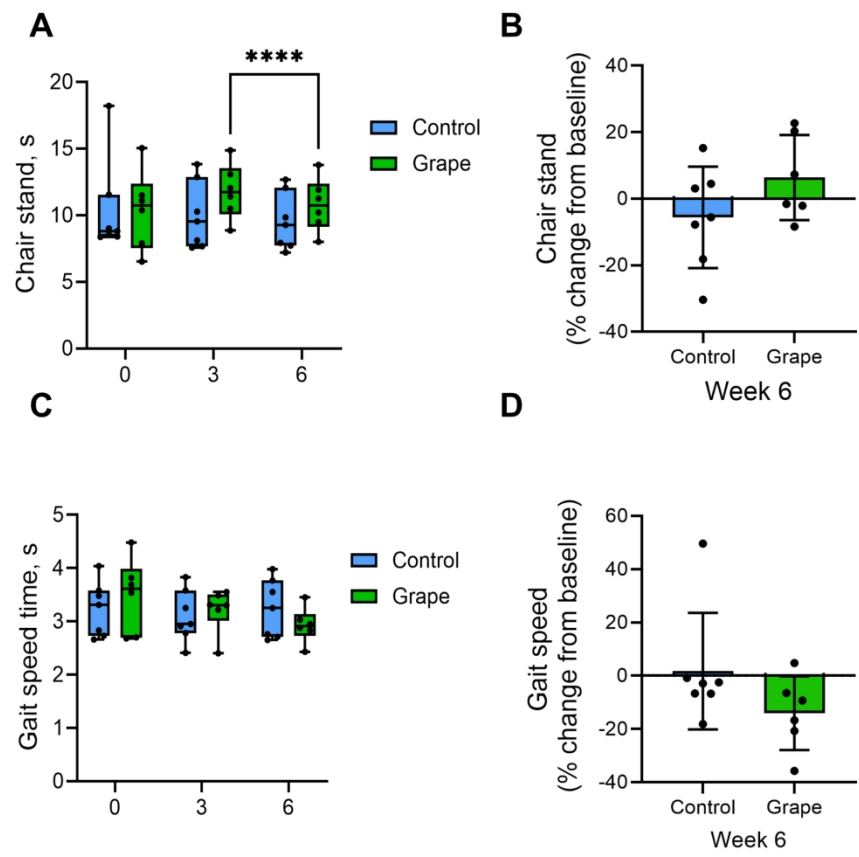 A
****
Chair stand, s
20
15
10
5
0
0 3 6
Control
Grape
B
Chair stand
(% change from baseline)
40
20
0
-20
-40
Control Grape
Week 6
C
Gait speed time, s
5
4
3
2
1
0
0 3 6
Control
Grape
D
Gait speed
(% change from baseline)
60
40
20
0
-20
-40
Control Grape
Week 6